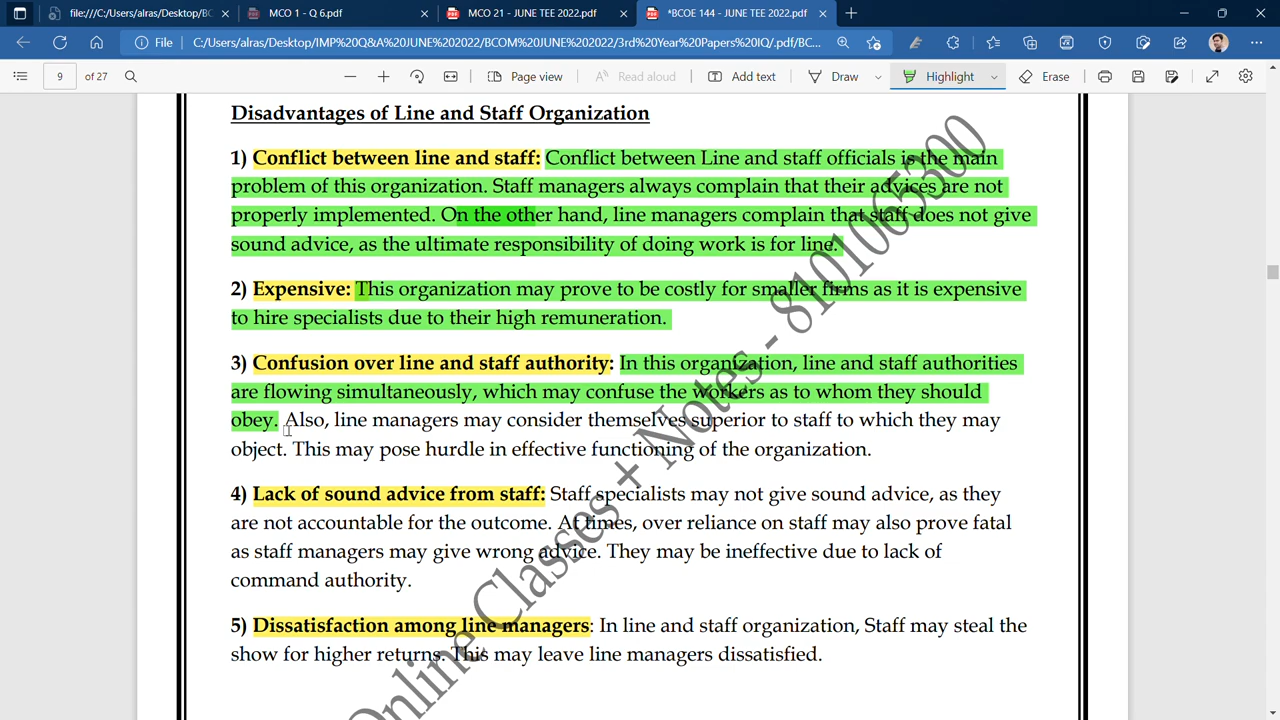 file:///C:/Users/alras/Desktop/BC
MCO 1 - Q 6.pdf
MCO 21 - JUNE TEE 2022.pdf
*BCOE 144 - JUNE TEE 2022.pdf
File C:/Users/alras/Desktop/IMP%20Q&A%20JUNE%202022/BCOM%20JUNE%202022/3rd%20Year%20Papers%20IQ/.pdf/BC...
9 of 27 Page view Read aloud Add text Draw Highlight Erase
Disadvantages of Line and Staff Organization
1) Conflict between line and staff: Conflict between Line and staff officials is the main
problem of this organization. Staff managers always complain that their advices are not
properly implemented. On the other hand, line managers complain that staff does not give
sound advice, as the ultimate responsibility of doing work is for line.
2) Expensive: This organization may prove to be costly for smaller firms as it is expensive
to hire specialists due to their high remuneration.
3) Confusion over line and staff authority: In this organization, line and staff authorities
are flowing simultaneously, which may confuse the workers as to whom they should
obey. Also, line managers may consider themselves superior to staff to which they may
object. This may pose hurdle in effective functioning of the organization.
4) Lack of sound advice from staff: Staff specialists may not give sound advice, as they
are not accountable for the outcome. At times, over reliance on staff may also prove fatal
as staff managers may give wrong advice. They may be ineffective due to lack of
command authority.
5) Dissatisfaction among line managers: In line and staff organization, Staff may steal the
show for higher returns. This may leave line managers dissatisfied.
Online Classes + Notes - 8101065300